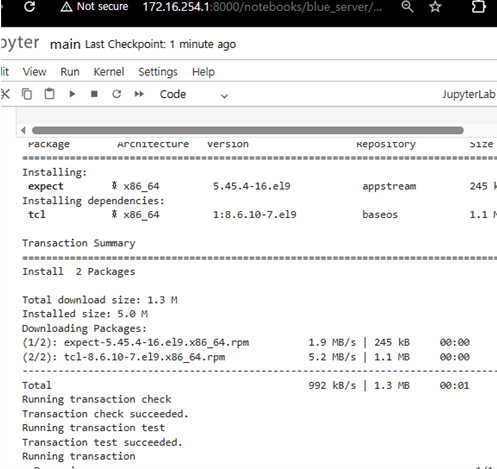 Not secure 172.16.254.1:8000/notebooks/blue_server/...
pyter main Last Checkpoint: 1 minute ago
lit View Run Kernel Settings Help
Code JupyterLab
Package Architecture Version Repository Size
================================================================
Installing:
expect x86_64 5.45.4-16.el9 appstream 245 k
Installing dependencies:
tcl x86_64 1:8.6.10-7.el9 baseos 1.1 M
Transaction Summary
================================================================
Install 2 Packages
Total download size: 1.3 M
Installed size: 5.0 M
Downloading Packages:
(1/2): expect-5.45.4-16.el9.x86_64.rpm 1.9 MB/s | 245 kB 00:00
(2/2): tcl-8.6.10-7.el9.x86_64.rpm 5.2 MB/s | 1.1 MB 00:00
----------------------------------------------------------------
Total 992 kB/s | 1.3 MB 00:01
Running transaction check
Transaction check succeeded.
Running transaction test
Transaction test succeeded.
Running transaction